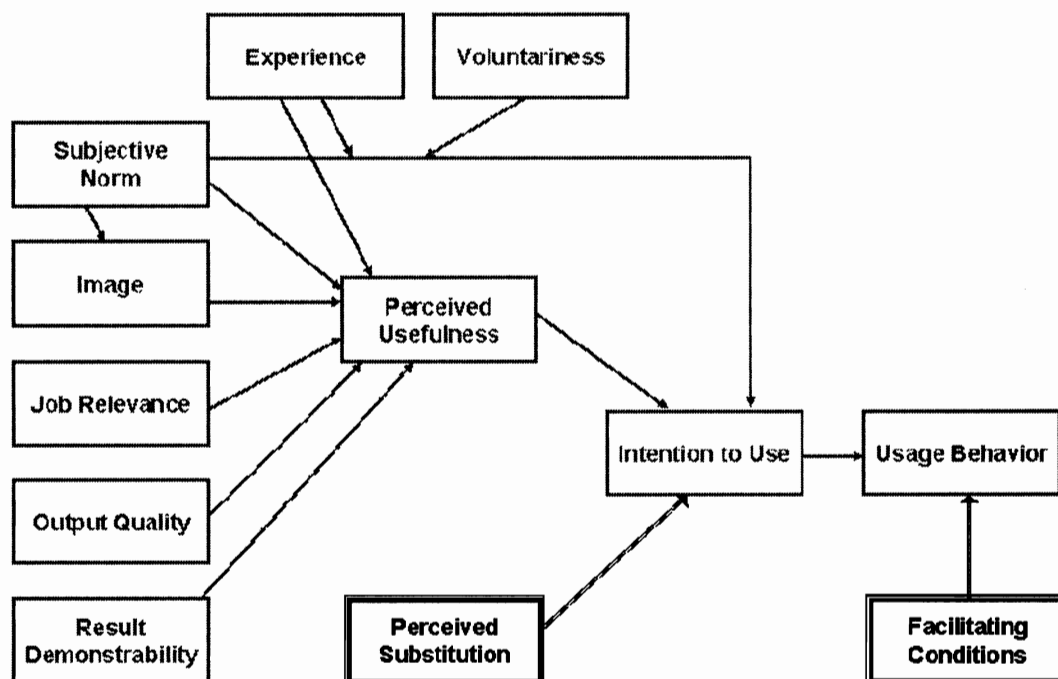 Experience
Voluntariness
Subjective
Norm
Image
Perceived
Usefulness
Job Relevance
Intention to Use
Usage Behavior
Output Quality
Result
Demonstrability
Perceived
Substitution
Facilitating
Conditions